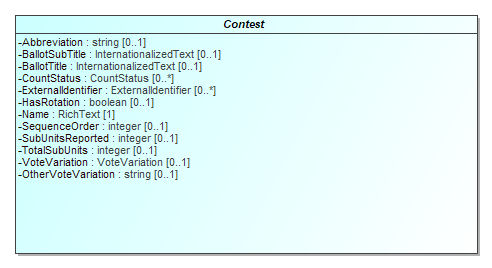 Contest
-Abbreviation : string [0..1]
-BallotSubTitle : InternationalizedText [0..1]
-BallotTitle : InternationalizedText [0..1]
-CountStatus : CountStatus [0..*]
-ExternalIdentifier : ExternalIdentifier [0..*]
-HasRotation : boolean [0..1]
-Name : RichText [1]
-SequenceOrder : integer [0..1]
-SubUnitsReported : integer [0..1]
-TotalSubUnits : integer [0..1]
-VoteVariation : VoteVariation [0..1]
-OtherVoteVariation : string [0..1]